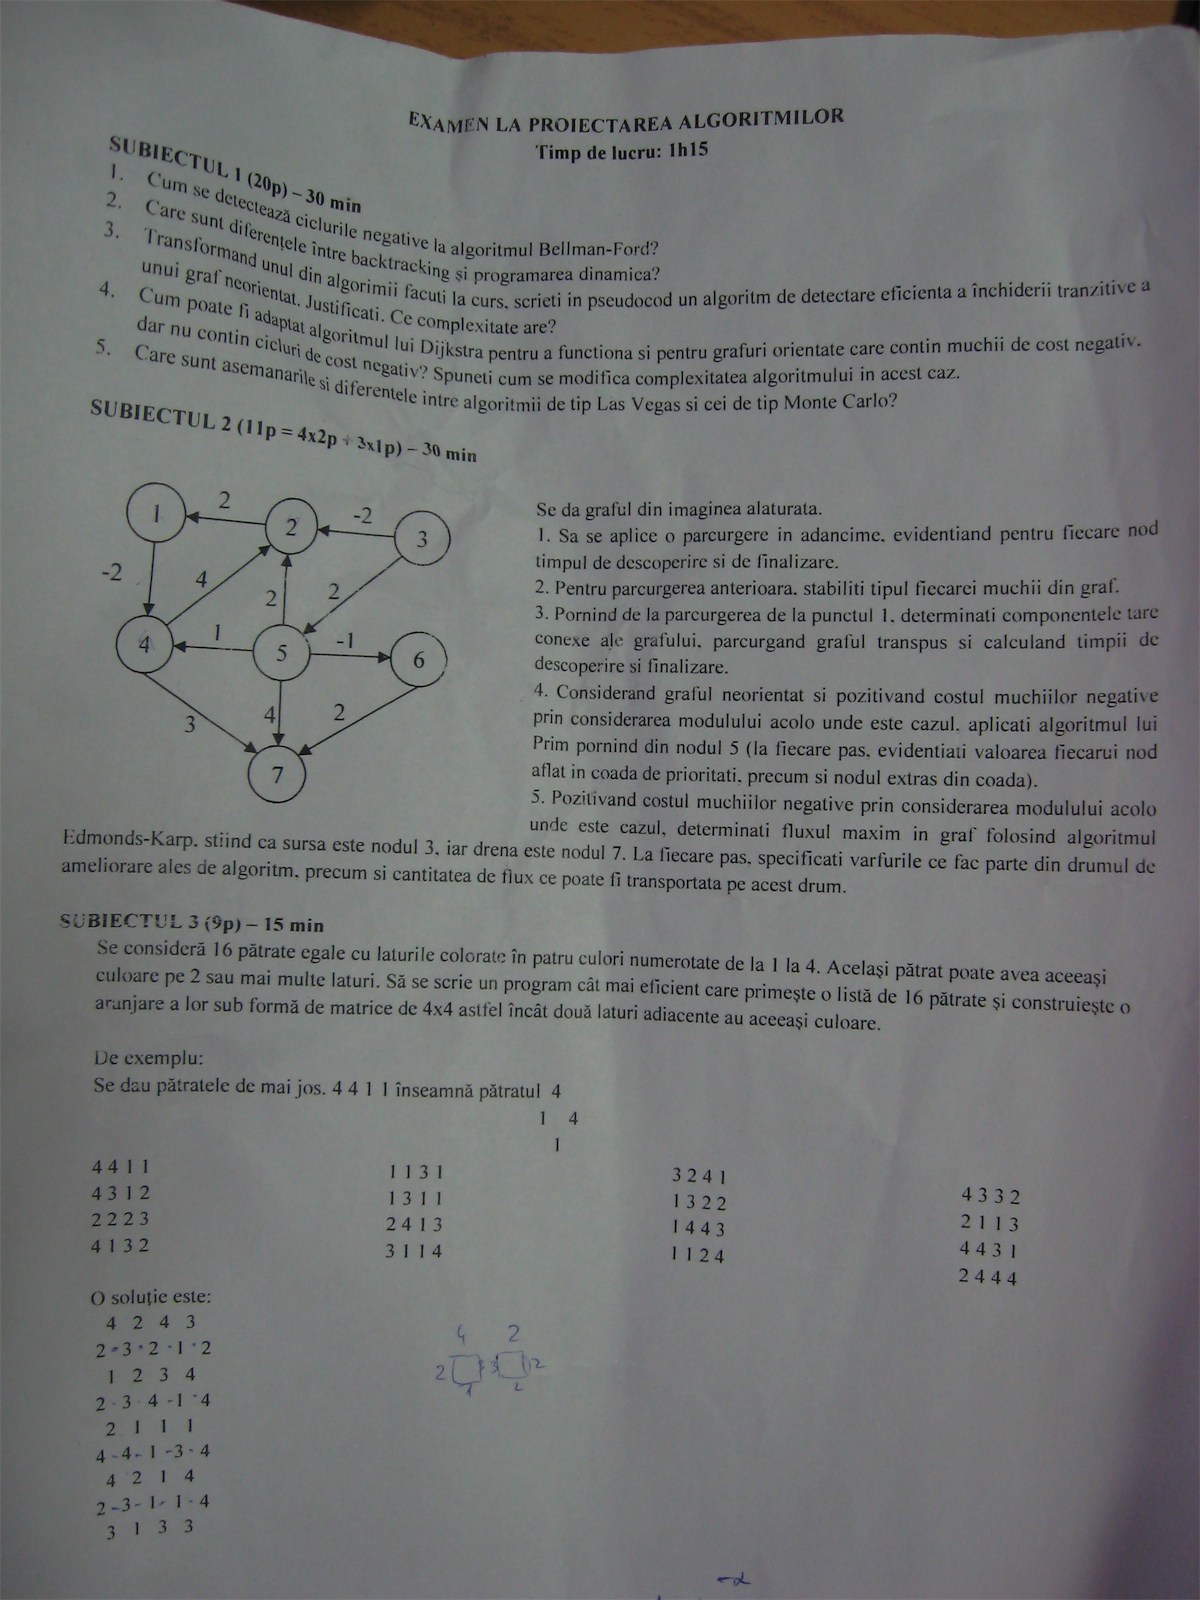 EXAMEN LA PROIECTAREA ALGORITMILOR
Timp de lucru: 1h15
SUBIECTUL 1 (20p) – 30 min
1. Cum se detectează ciclurile negative la algoritmul Bellman-Ford?
2. Care sunt diferențele între backtracking și programarea dinamica?
3. Transformand unul din algorimii facuti la curs, scrieti in pseudocod un algoritm de detectare eficienta a închiderii tranzitive a
unui graf neorientat. Justificati. Ce complexitate are?
4. Cum poate fi adaptat algoritmul lui Dijkstra pentru a functiona si pentru grafuri orientate care contin muchii de cost negativ,
dar nu contin cicluri de cost negativ? Spuneti cum se modifica complexitatea algoritmului in acest caz.
5. Care sunt asemanarile si diferentele intre algoritmii de tip Las Vegas si cei de tip Monte Carlo?
SUBIECTUL 2 (11p = 4x2p + 3x1p) – 30 min
1 2 2 -2 3
-2 4 2 2
4 1 5 -1 6
3 4 2
7
Se da graful din imaginea alaturata.
1. Sa se aplice o parcurgere in adancime, evidentiand pentru fiecare nod
timpul de descoperire si de finalizare.
2. Pentru parcurgerea anterioara, stabiliti tipul fiecarei muchii din graf.
3. Pornind de la parcurgerea de la punctul 1, determinati componentele tare
conexe ale grafului, parcurgand graful transpus si calculand timpii de
descoperire si finalizare.
4. Considerand graful neorientat si pozitivand costul muchiilor negative
prin considerarea modulului acolo unde este cazul, aplicati algoritmul lui
Prim pornind din nodul 5 (la fiecare pas, evidentiati valoarea fiecarui nod
aflat in coada de prioritati, precum si nodul extras din coada).
5. Pozitivand costul muchiilor negative prin considerarea modulului acolo
unde este cazul, determinati fluxul maxim in graf folosind algoritmul
Edmonds-Karp, stiind ca sursa este nodul 3, iar drena este nodul 7. La fiecare pas, specificati varfurile ce fac parte din drumul de
ameliorare ales de algoritm, precum si cantitatea de flux ce poate fi transportata pe acest drum.
SUBIECTUL 3 (9p) – 15 min
Se consideră 16 pătrate egale cu laturile colorate în patru culori numerotate de la 1 la 4. Același pătrat poate avea aceeași
culoare pe 2 sau mai multe laturi. Să se scrie un program cât mai eficient care primește o listă de 16 pătrate și construiește o
aranjare a lor sub formă de matrice de 4x4 astfel încât două laturi adiacente au aceeași culoare.
De exemplu:
Se dau pătratele de mai jos. 4 4 1 1 înseamnă pătratul 4
1 4
1
4 4 1 1 1 1 3 1 3 2 4 1 4 3 3 2
4 3 1 2 1 3 1 1 1 3 2 2 2 1 1 3
2 2 2 3 2 4 1 3 1 4 4 3 4 4 3 1
4 1 3 2 3 1 1 4 1 1 2 4 2 4 4 4
O soluție este:
4 2 4 3
2 3 2 1 2
1 2 3 4
2 3 4 1 4
2 1 1 1
4 4 1 3 4
4 2 1 4
2 3 1 1 4
3 1 3 3
4 2
2 3 3 2
1 2